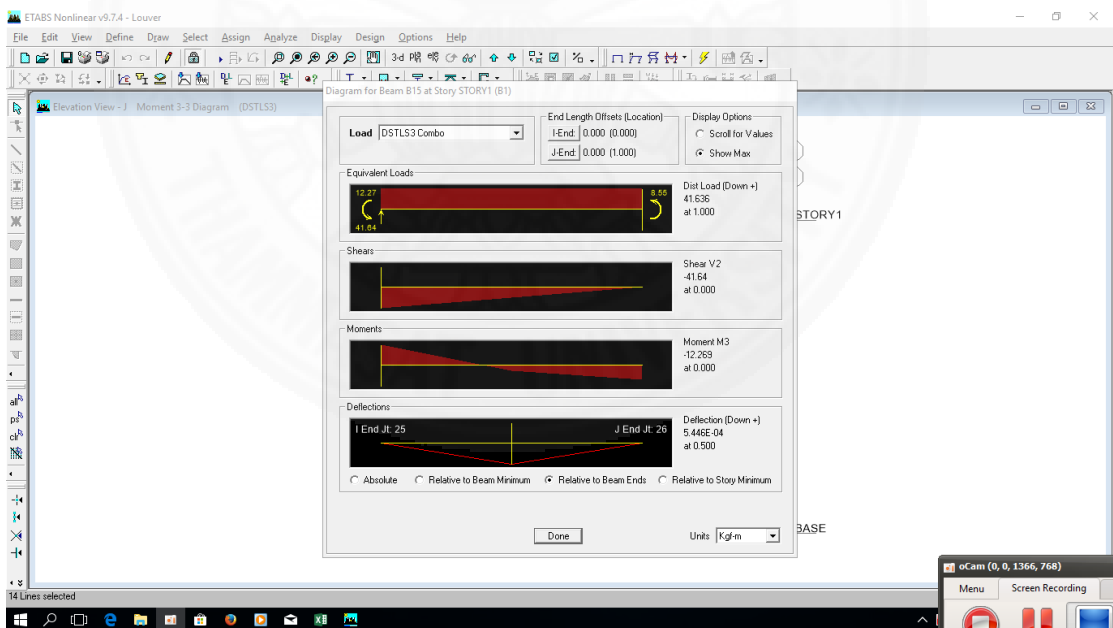 ETABS Nonlinear v9.7.4 - Louver
File Edit View Define Draw Select Assign Analyze Display Design Options Help
3-d
Elevation View - J Moment 3-3 Diagram (DSTLS3)
Diagram for Beam B15 at Story STORY1 (B1)
Load DSTLS3 Combo
End Length Offsets (Location)
I-End: 0.000 (0.000)
J-End: 0.000 (1.000)
Display Options
Scroll for Values
Show Max
Equivalent Loads
12.27
41.64
8.55
Dist Load (Down +)
41.636
at 1.000
Shears
Shear V2
-41.64
at 0.000
Moments
Moment M3
-12.269
at 0.000
Deflections
I End Jt: 25
J End Jt: 26
Deflection (Down +)
5.446E-04
at 0.500
Absolute Relative to Beam Minimum Relative to Beam Ends Relative to Story Minimum
Done
Units Kgf-m
STORY1
BASE
all
ps
clr
14 Lines selected
oCam (0, 0, 1366, 768)
Menu Screen Recording